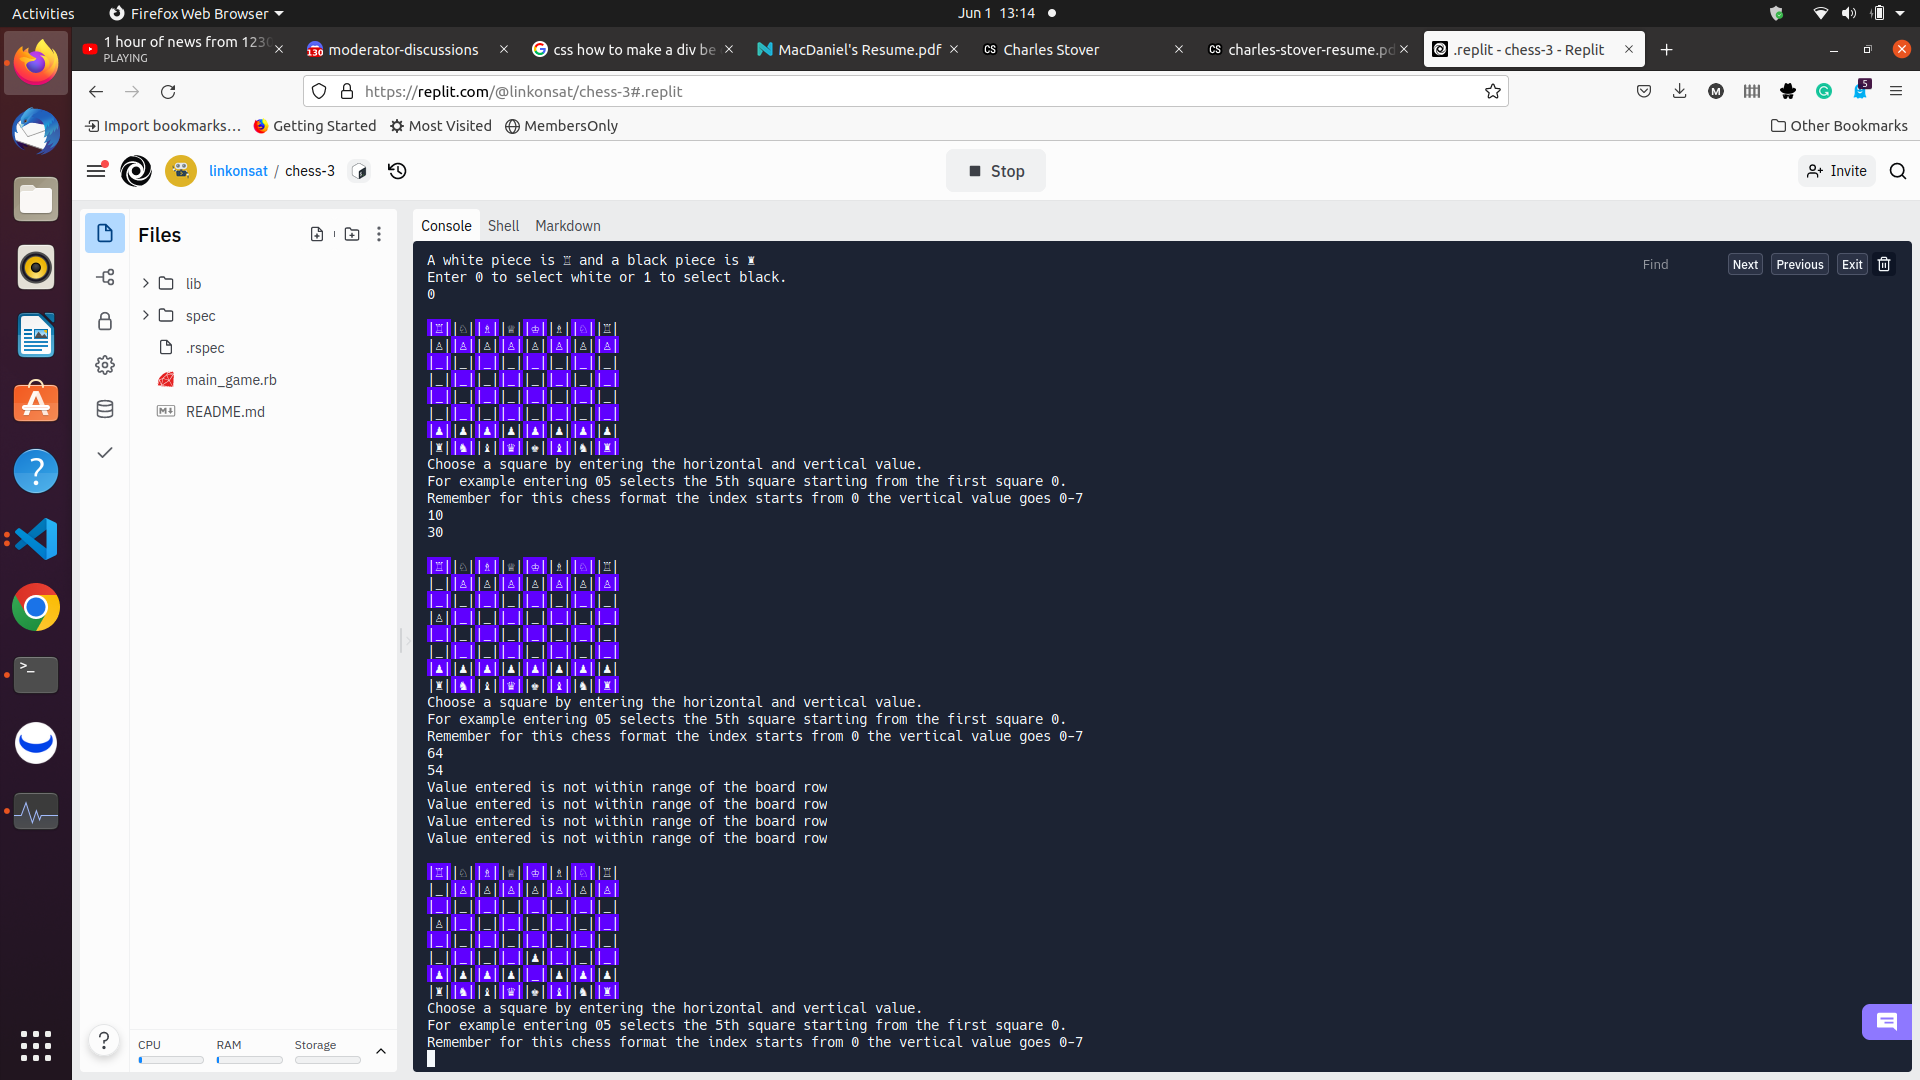 Activities
Firefox Web Browser
Jun 1 13:14
1 hour of news from 1230
PLAYING
130
moderator-discussions
css how to make a div be
MacDaniel's Resume.pdf
CS Charles Stover
CS charles-stover-resume.pd
.replit - chess-3 - Replit
https://replit.com/@linkonsat/chess-3#.replit
M
5
Import bookmarks…
Getting Started
Most Visited
MembersOnly
Other Bookmarks
linkonsat / chess-3
Stop
Invite
Files
lib
spec
.rspec
main_game.rb
README.md
CPU
RAM
Storage
Console
Shell
Markdown
Find
Next
Previous
Exit
A white piece is ♖ and a black piece is ♜
Enter 0 to select white or 1 to select black.
0
|♖|♘|♗|♕|♔|♗|♘|♖|
|♙|♙|♙|♙|♙|♙|♙|♙|
|_|_|_|_|_|_|_|_|
|_|_|_|_|_|_|_|_|
|_|_|_|_|_|_|_|_|
|_|_|_|_|_|_|_|_|
|♟|♟|♟|♟|♟|♟|♟|♟|
|♜|♞|♝|♛|♚|♝|♞|♜|
Choose a square by entering the horizontal and vertical value.
For example entering 05 selects the 5th square starting from the first square 0.
Remember for this chess format the index starts from 0 the vertical value goes 0-7
10
30
|♖|♘|♗|♕|♔|♗|♘|♖|
|_|♙|♙|♙|♙|♙|♙|♙|
|_|_|_|_|_|_|_|_|
|♙|_|_|_|_|_|_|_|
|_|_|_|_|_|_|_|_|
|_|_|_|_|_|_|_|_|
|♟|♟|♟|♟|♟|♟|♟|♟|
|♜|♞|♝|♛|♚|♝|♞|♜|
Choose a square by entering the horizontal and vertical value.
For example entering 05 selects the 5th square starting from the first square 0.
Remember for this chess format the index starts from 0 the vertical value goes 0-7
64
54
Value entered is not within range of the board row
Value entered is not within range of the board row
Value entered is not within range of the board row
Value entered is not within range of the board row
|♖|♘|♗|♕|♔|♗|♘|♖|
|_|♙|♙|♙|♙|♙|♙|♙|
|_|_|_|_|_|_|_|_|
|♙|_|_|_|_|_|_|_|
|_|_|_|_|_|_|_|_|
|_|_|_|_|♟|_|_|_|
|♟|♟|♟|♟|_|♟|♟|♟|
|♜|♞|♝|♛|♚|♝|♞|♜|
Choose a square by entering the horizontal and vertical value.
For example entering 05 selects the 5th square starting from the first square 0.
Remember for this chess format the index starts from 0 the vertical value goes 0-7